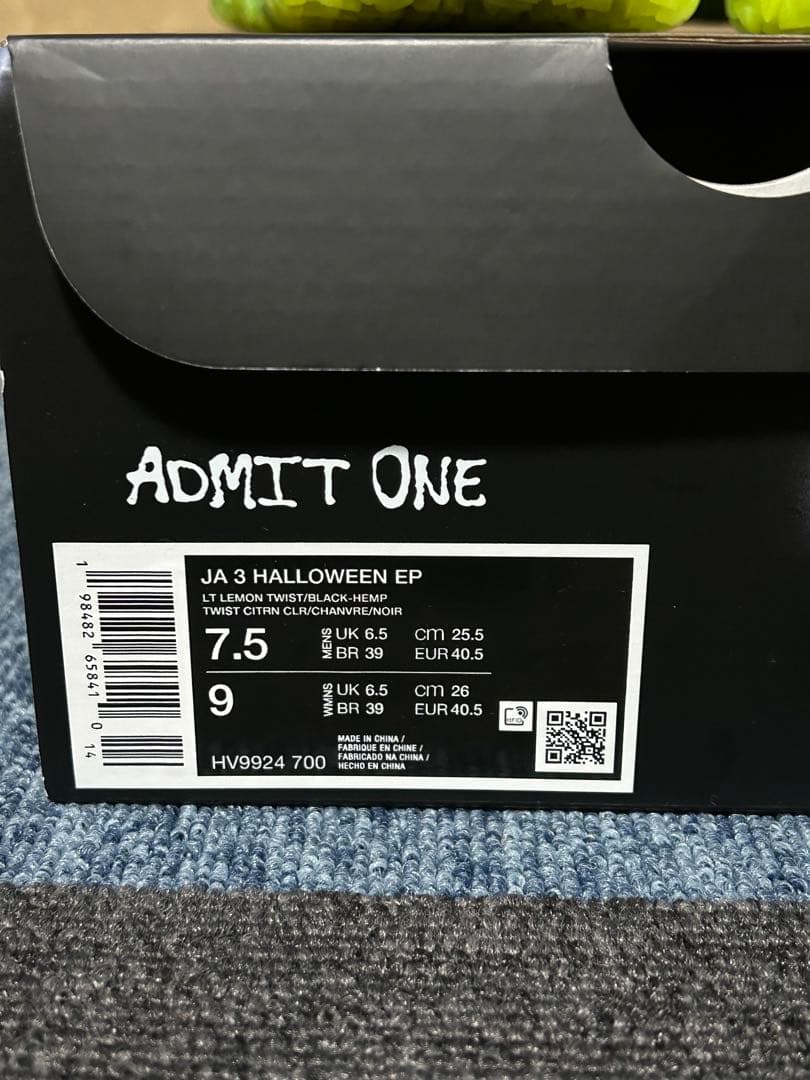 ADMIT ONE
JA 3 HALLOWEEN EP
LT LEMON TWIST/BLACK-HEMP
TWIST CITRN CLR/CHANVRE/NOIR
7.5 MENS UK 6.5 cm 25.5
BR 39 EUR 40.5
9 WMNS UK 6.5 cm 26
BR 39 EUR 40.5
HV9924 700
MADE IN CHINA /
FABRIQUE EN CHINE /
FABRICADO NA CHINA /
HECHO EN CHINA
RFID
1 98482 65841 0 14